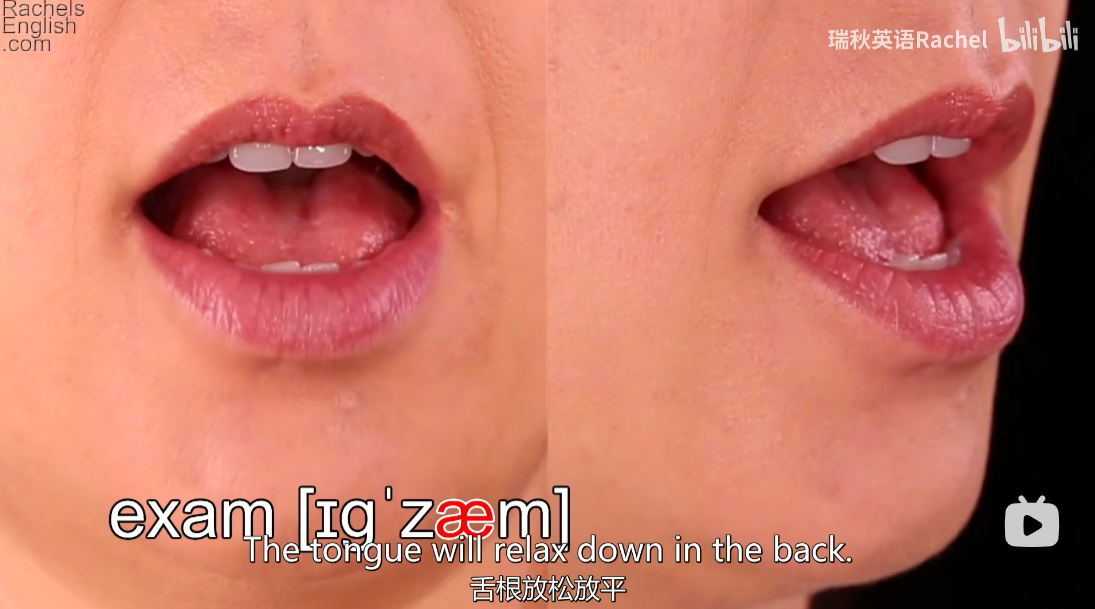 Rachels
English
.com
瑞秋英语Rachel bilibili
exam [ɪgˈzæm]
The tongue will relax down in the back.
舌根放松放平